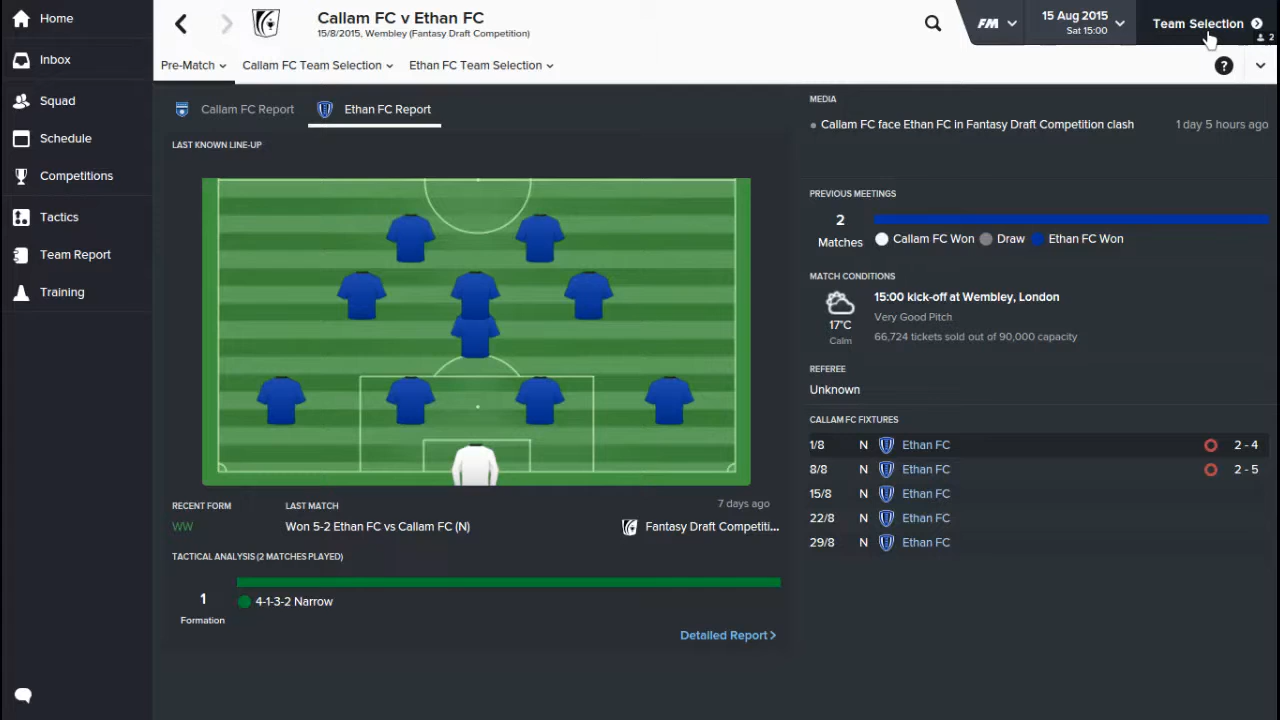 Home
Inbox
Squad
Schedule
Competitions
Tactics
Team Report
Training
Callam FC v Ethan FC
15/8/2015, Wembley (Fantasy Draft Competition)
FM
15 Aug 2015
Sat 15:00
Team Selection
2
Pre-Match
Callam FC Team Selection
Ethan FC Team Selection
?
Callam FC Report
Ethan FC Report
LAST KNOWN LINE-UP
RECENT FORM
WW
LAST MATCH
7 days ago
Won 5-2 Ethan FC vs Callam FC (N)
Fantasy Draft Competiti...
TACTICAL ANALYSIS (2 MATCHES PLAYED)
1
Formation
4-1-3-2 Narrow
Detailed Report
MEDIA
Callam FC face Ethan FC in Fantasy Draft Competition clash 1 day 5 hours ago
PREVIOUS MEETINGS
2
Matches
Callam FC Won Draw Ethan FC Won
MATCH CONDITIONS
17°C
Calm
15:00 kick-off at Wembley, London
Very Good Pitch
66,724 tickets sold out of 90,000 capacity
REFEREE
Unknown
CALLAM FC FIXTURES
1/8 N Ethan FC 2 - 4
8/8 N Ethan FC 2 - 5
15/8 N Ethan FC
22/8 N Ethan FC
29/8 N Ethan FC